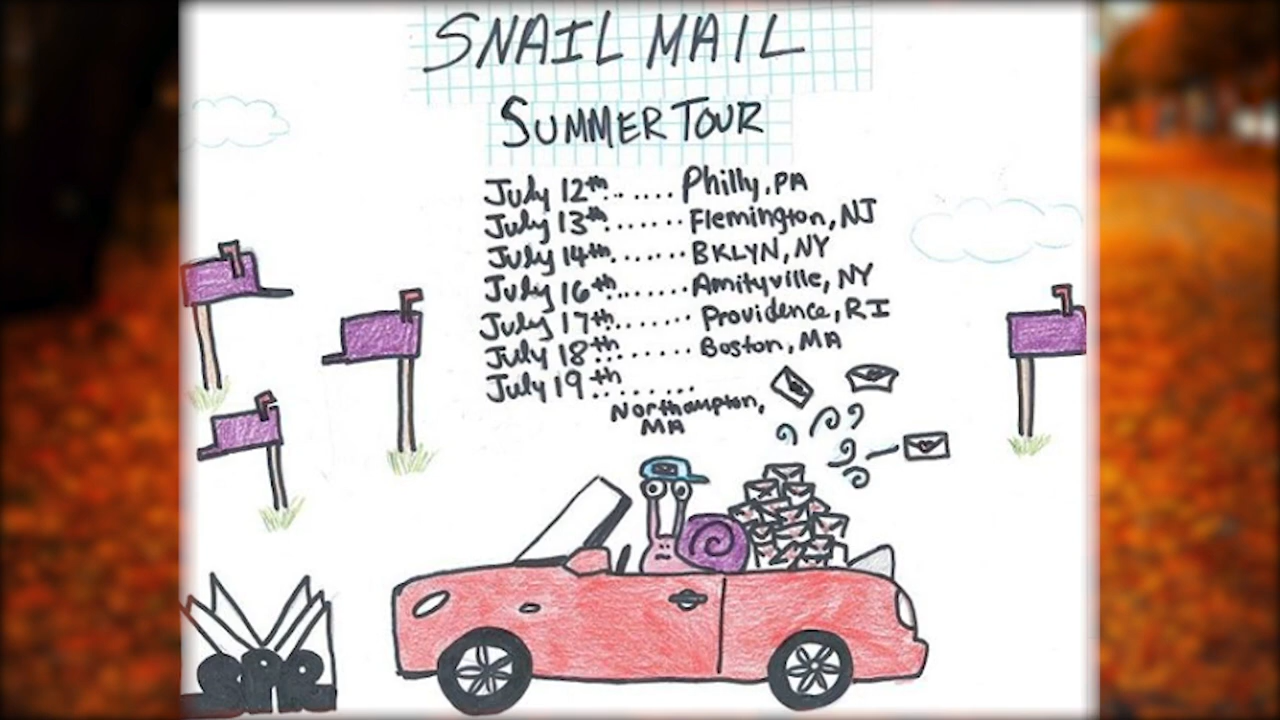 SNAIL MAIL
SUMMER TOUR
July 12th....... Philly, PA
July 13th....... Flemington, NJ
July 14th....... BKLYN, NY
July 16th....... Amityville, NY
July 17th....... Providence, RI
July 18th....... Boston, MA
July 19th.......
Northampton,
MA
SPR